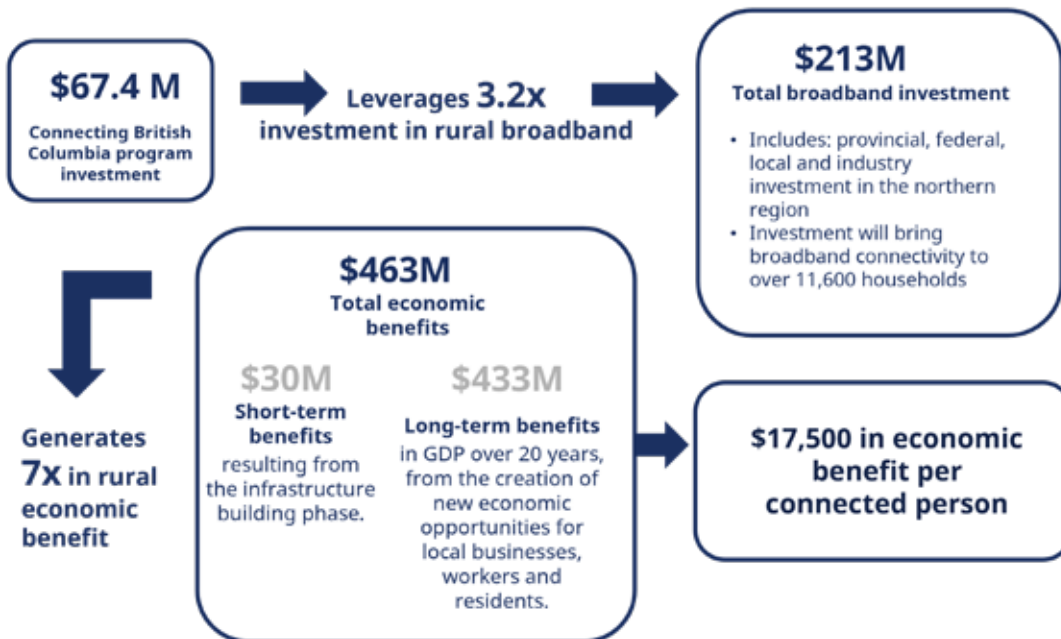 $67.4 M
Connecting British
Columbia program
investment
Leverages 3.2x
investment in rural broadband
$213M
Total broadband investment
• Includes: provincial, federal,
local and industry
investment in the northern
region
• Investment will bring
broadband connectivity to
over 11,600 households
Generates
7x in rural
economic
benefit
$463M
Total economic
benefits
$30M
Short-term
benefits
resulting from
the infrastructure
building phase.
$433M
Long-term benefits
in GDP over 20 years,
from the creation of
new economic
opportunities for
local businesses,
workers and
residents.
$17,500 in economic
benefit per
connected person